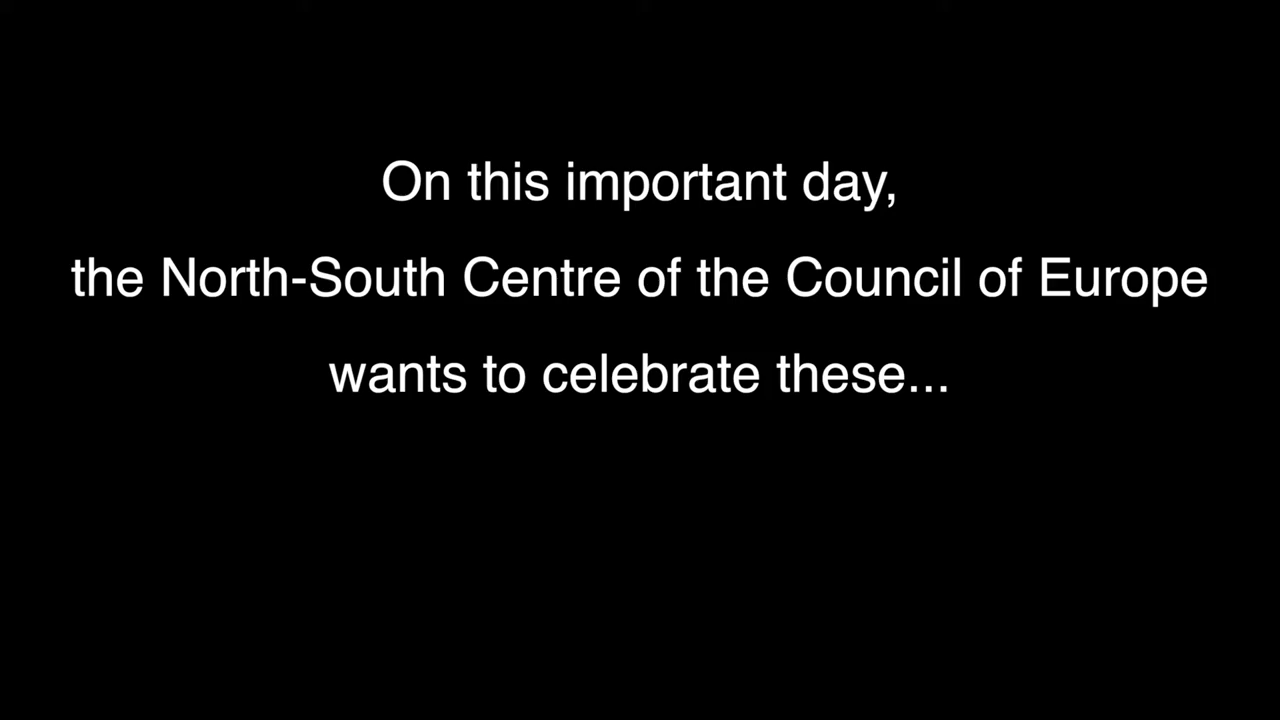 On this important day,
the North-South Centre of the Council of Europe
wants to celebrate these...